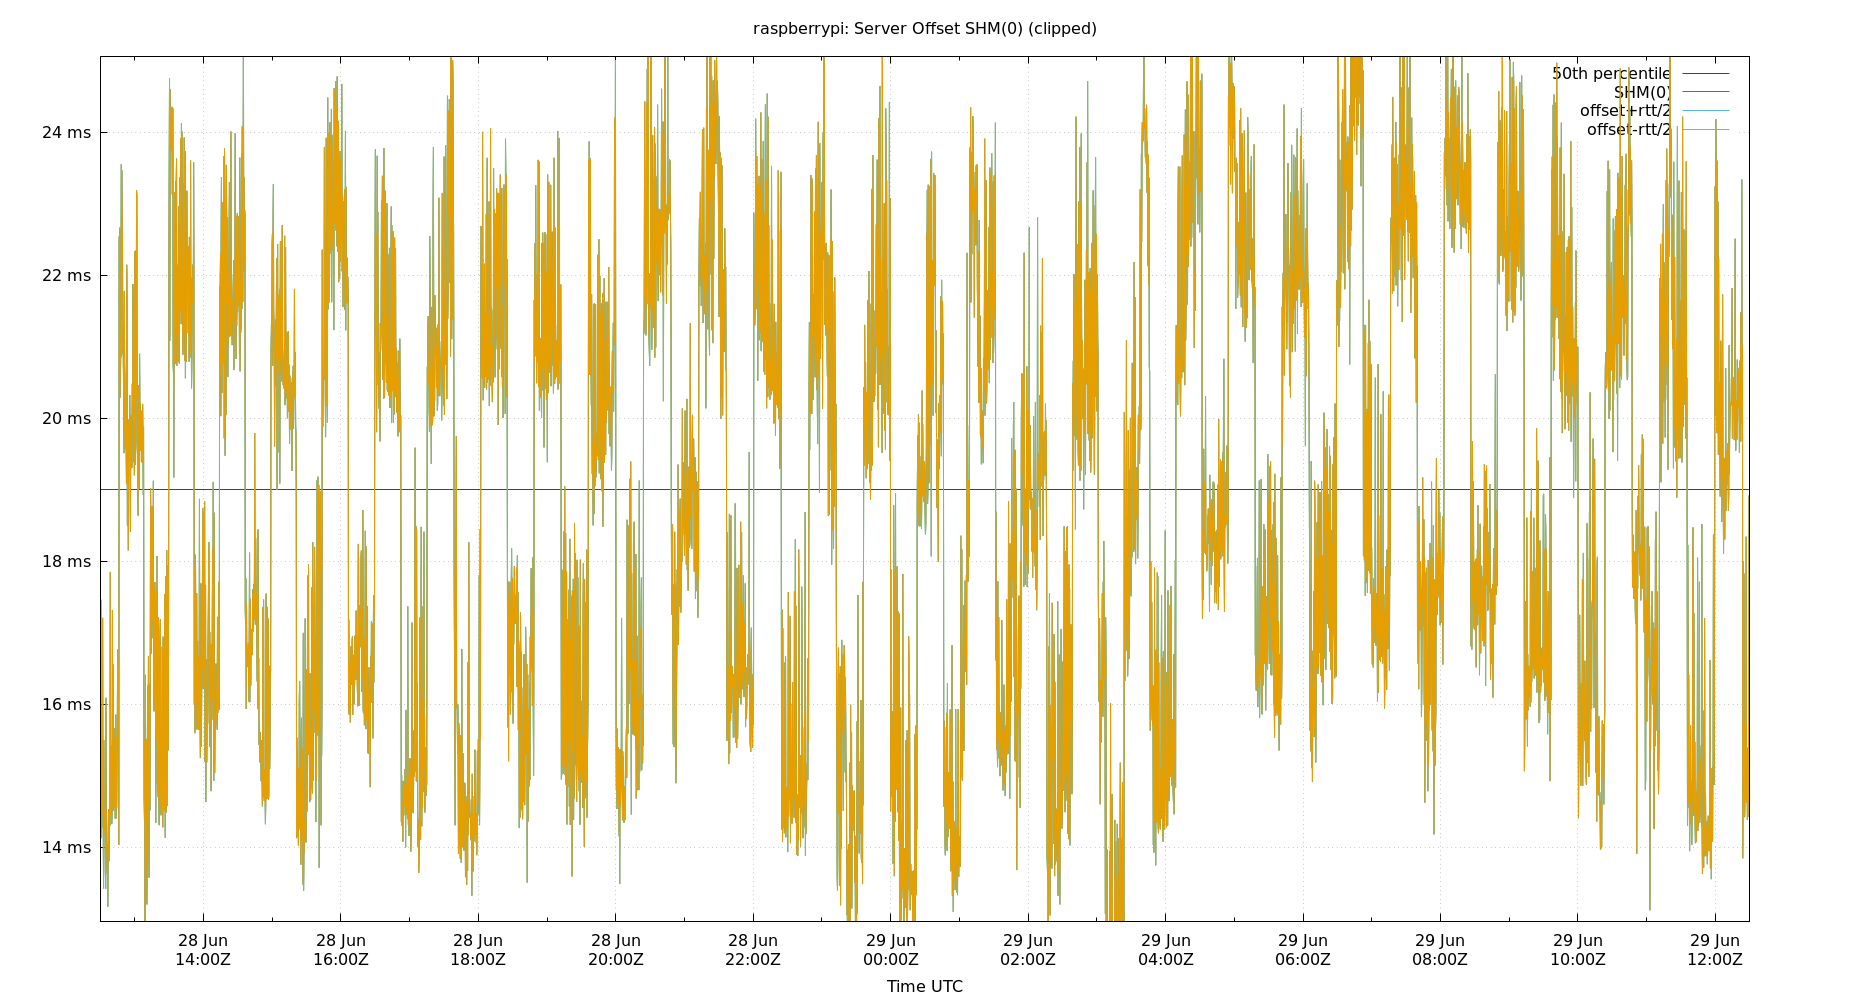 raspberrypi: Server Offset SHM(0) (clipped)
50th percentile
SHM(0)
offset+rtt/2
offset-rtt/2
24 ms
22 ms
20 ms
18 ms
16 ms
14 ms
28 Jun 28 Jun 28 Jun 28 Jun 28 Jun 29 Jun 29 Jun 29 Jun 29 Jun 29 Jun 29 Jun 29 Jun
14:00Z 16:00Z 18:00Z 20:00Z 22:00Z 00:00Z 02:00Z 04:00Z 06:00Z 08:00Z 10:00Z 12:00Z
Time UTC